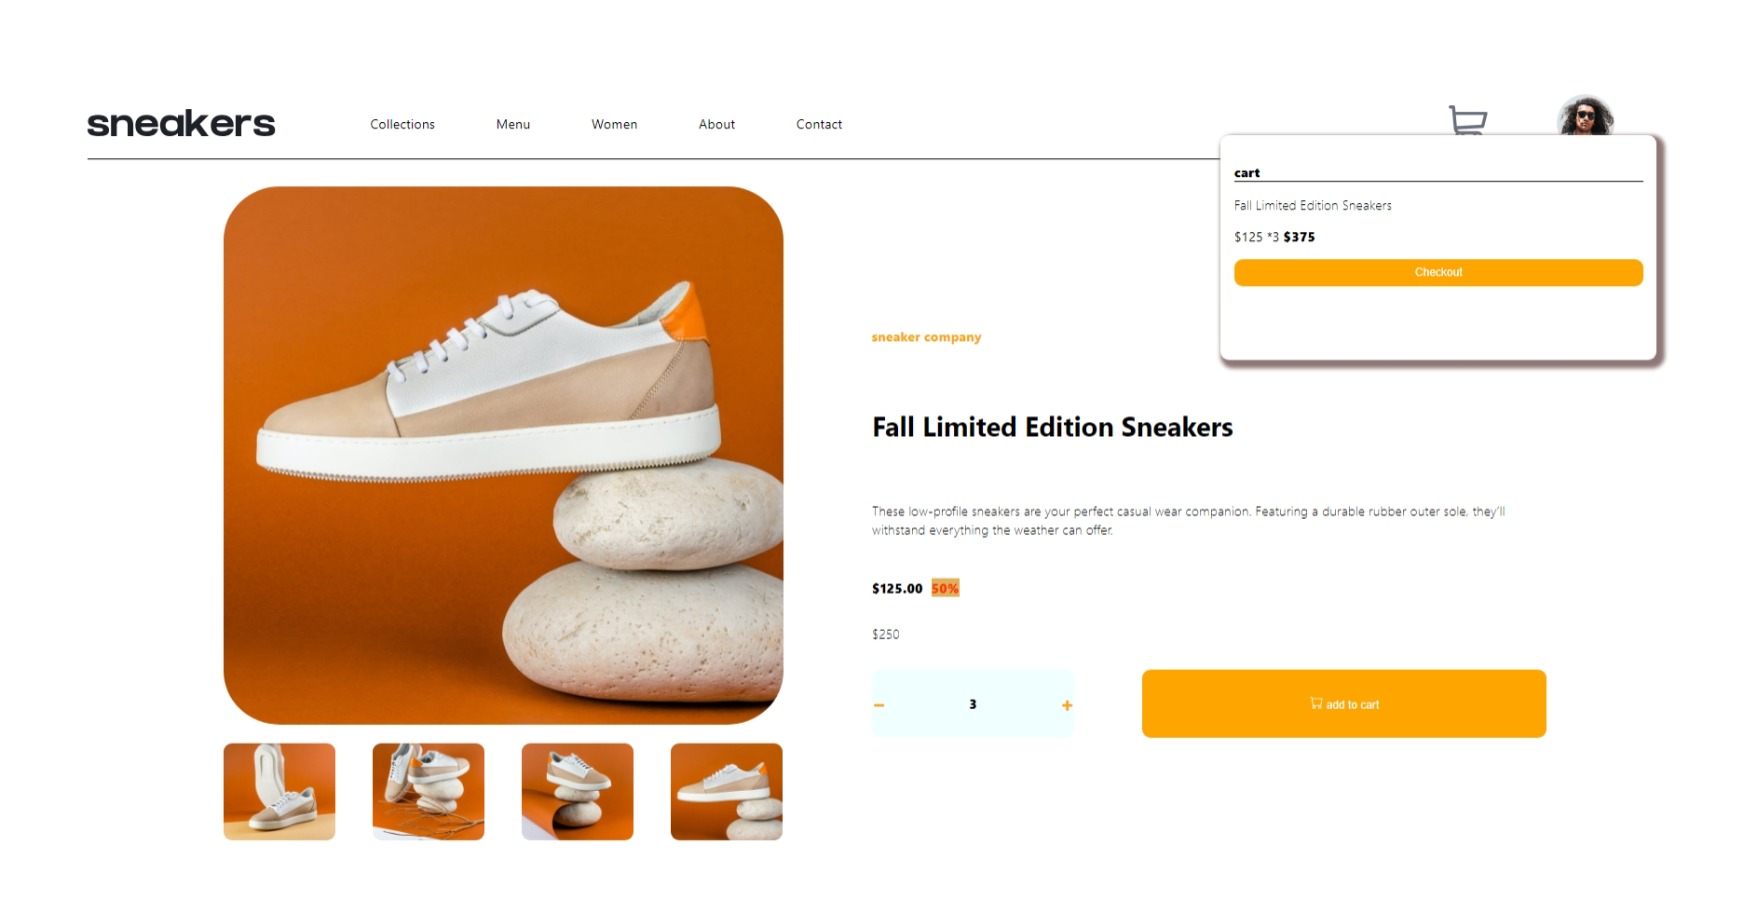 sneakers
Collections
Menu
Women
About
Contact
cart
Fall Limited Edition Sneakers
$125 *3 $375
Checkout
sneaker company
Fall Limited Edition Sneakers
These low-profile sneakers are your perfect casual wear companion. Featuring a durable rubber outer sole, they'll
withstand everything the weather can offer.
$125.00 50%
$250
− 3 +
add to cart